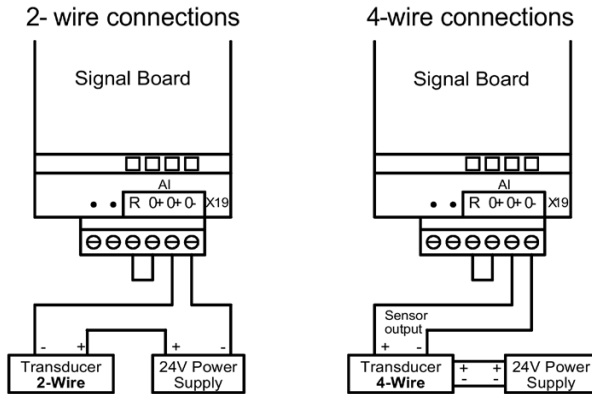 2- wire connections
Signal Board
AI
• • R 0+ 0+ 0- X19
- + + -
Transducer
2-Wire
24V Power
Supply
4-wire connections
Signal Board
AI
• • R 0+ 0+ 0- X19
Sensor
output
+ -
Transducer
4-Wire
+ +
- -
24V Power
Supply